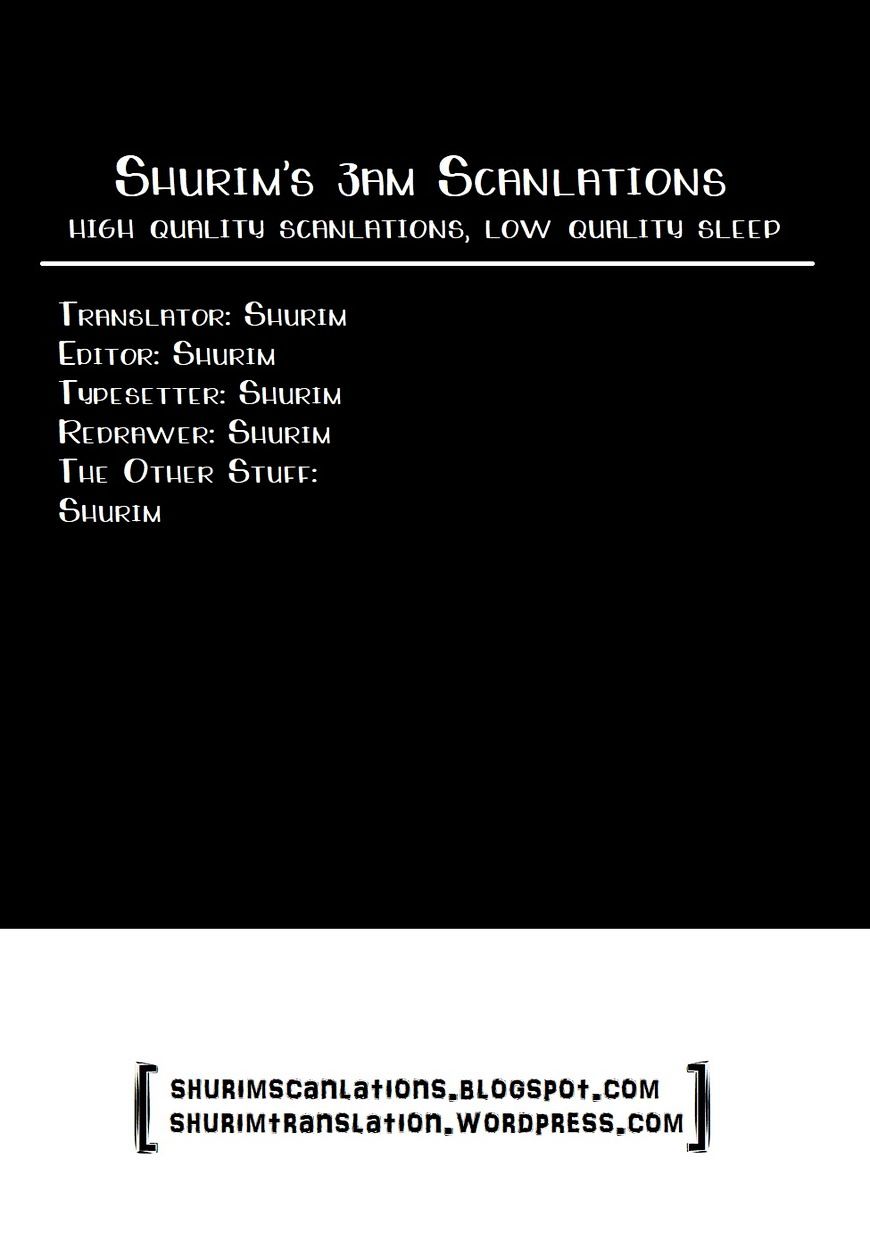 Shurim's 3am Scanlations
high quality scanlations, low quality sleep
Translator: Shurim
Editor: Shurim
Typesetter: Shurim
Redrawer: Shurim
The Other Stuff:
Shurim
shurimscanlations.blogspot.com
shurimtranslation.wordpress.com